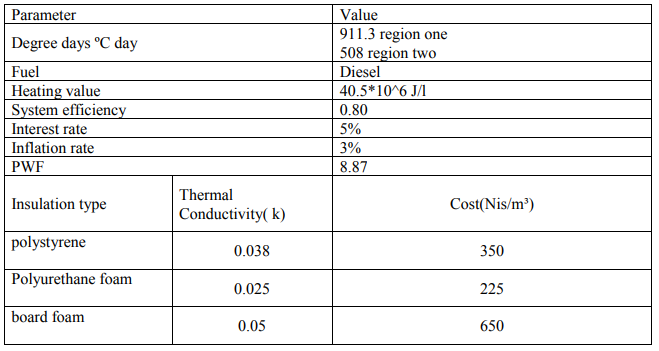 Parameter Value
Degree days ºC day 911.3 region one
508 region two
Fuel Diesel
Heating value 40.5*10^6 J/l
System efficiency 0.80
Interest rate 5%
Inflation rate 3%
PWF 8.87
Insulation type Thermal Conductivity( k) Cost(Nis/m³)
polystyrene 0.038 350
Polyurethane foam 0.025 225
board foam 0.05 650